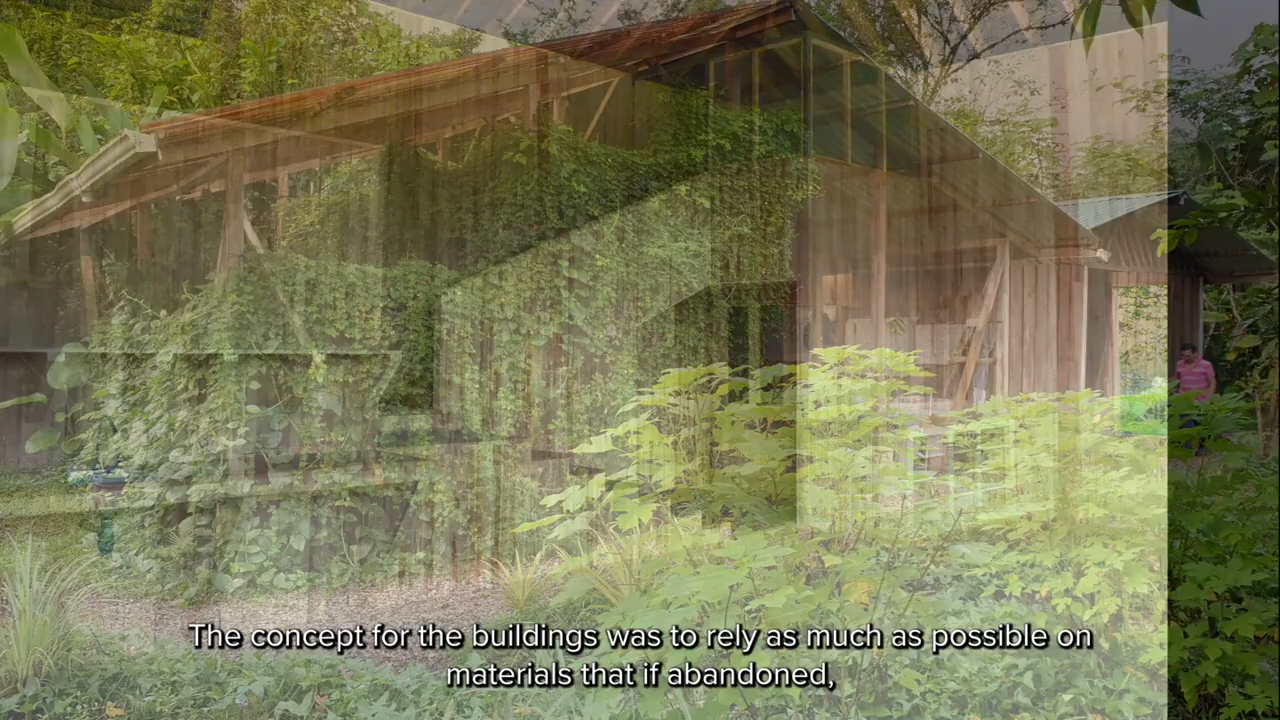 The concept for the buildings was to rely as much as possible on
materials that if abandoned,